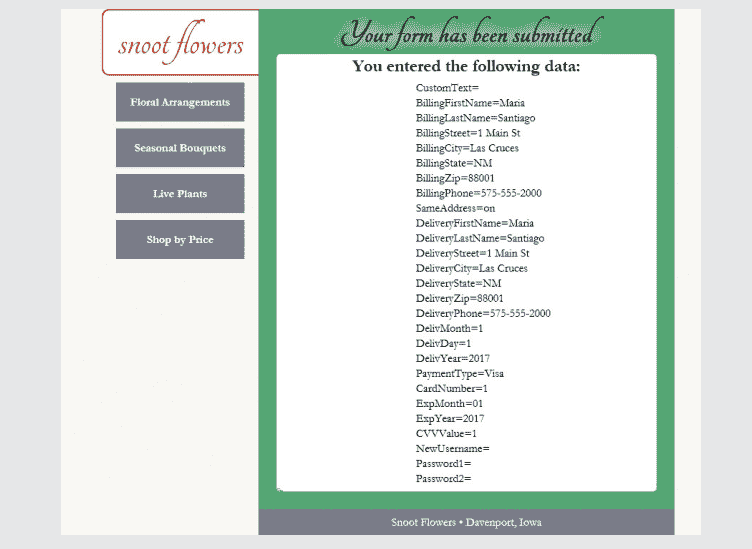 snoot flowers
Floral Arrangements
Seasonal Bouquets
Live Plants
Shop by Price
Your form has been submitted
You entered the following data:
CustomText=
BillingFirstName=Maria
BillingLastName=Santiago
BillingStreet=1 Main St
BillingCity=Las Cruces
BillingState=NM
BillingZip=88001
BillingPhone=575-555-2000
SameAddress=on
DeliveryFirstName=Maria
DeliveryLastName=Santiago
DeliveryStreet=1 Main St
DeliveryCity=Las Cruces
DeliveryState=NM
DeliveryZip=88001
DeliveryPhone=575-555-2000
DelivMonth=1
DelivDay=1
DelivYear=2017
PaymentType=Visa
CardNumber=1
ExpMonth=01
ExpYear=2017
CVVValue=1
NewUsername=
Password1=
Password2=
Snoot Flowers • Davenport, Iowa